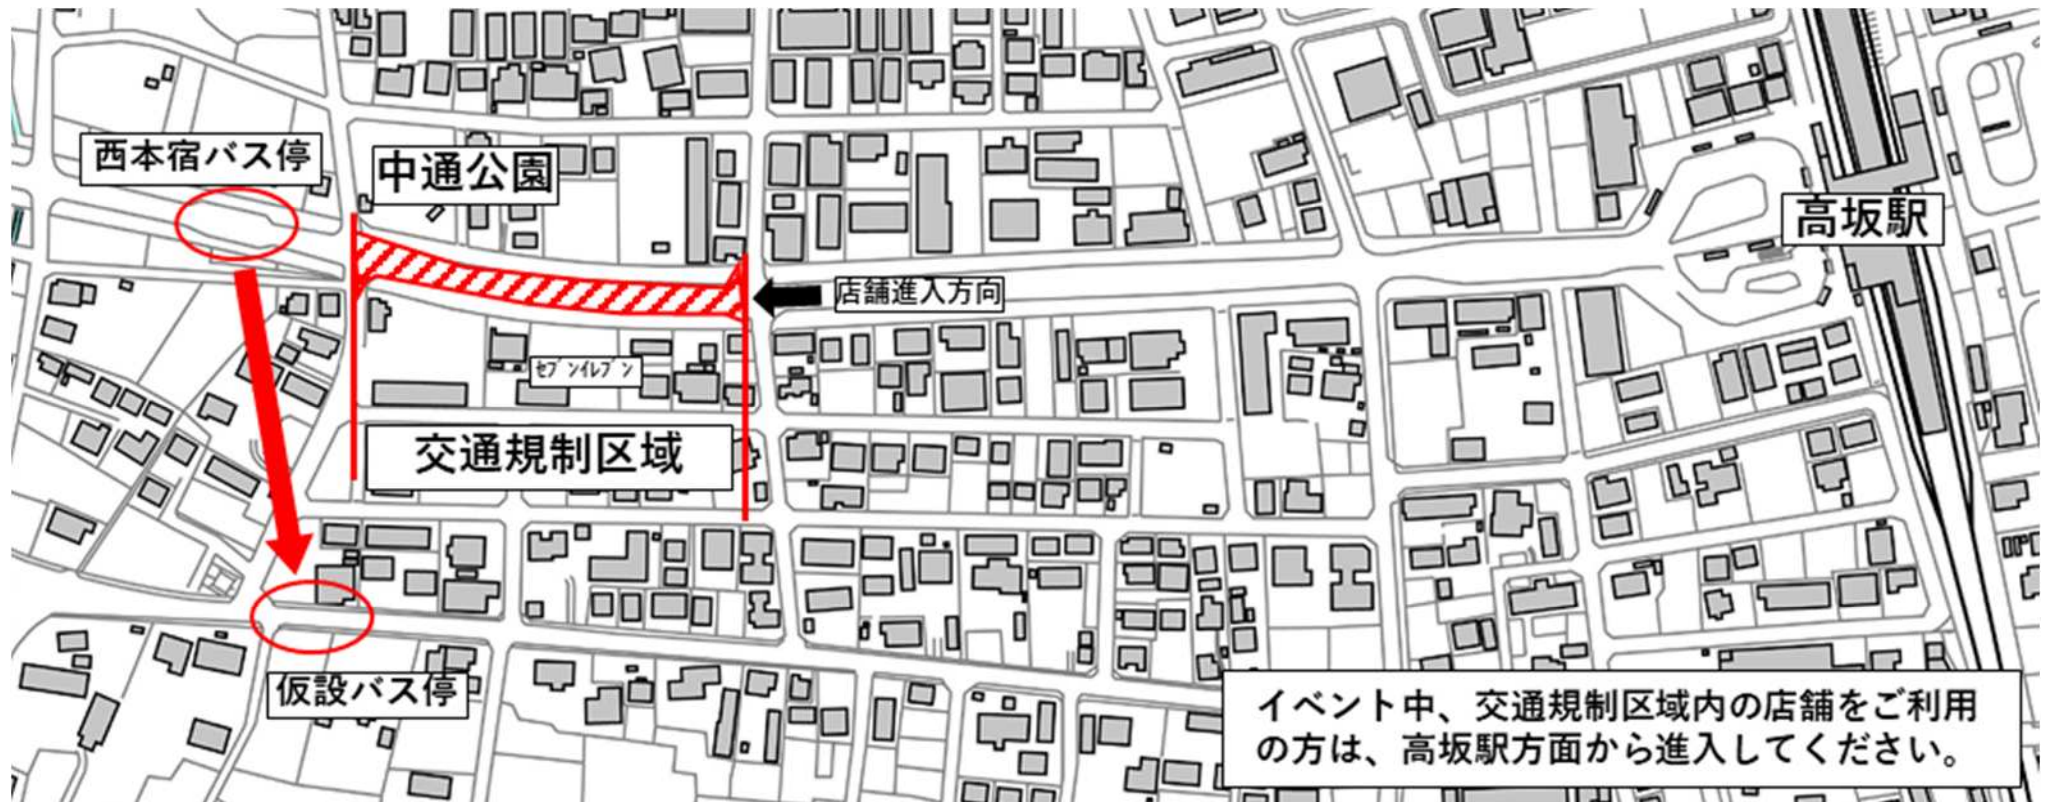 西本宿バス停
中通公園
高坂駅
店舗進入方向
ｾﾌﾞﾝｲﾚﾌﾞﾝ
交通規制区域
仮設バス停
イベント中、交通規制区域内の店舗をご利用
の方は、高坂駅方面から進入してください。